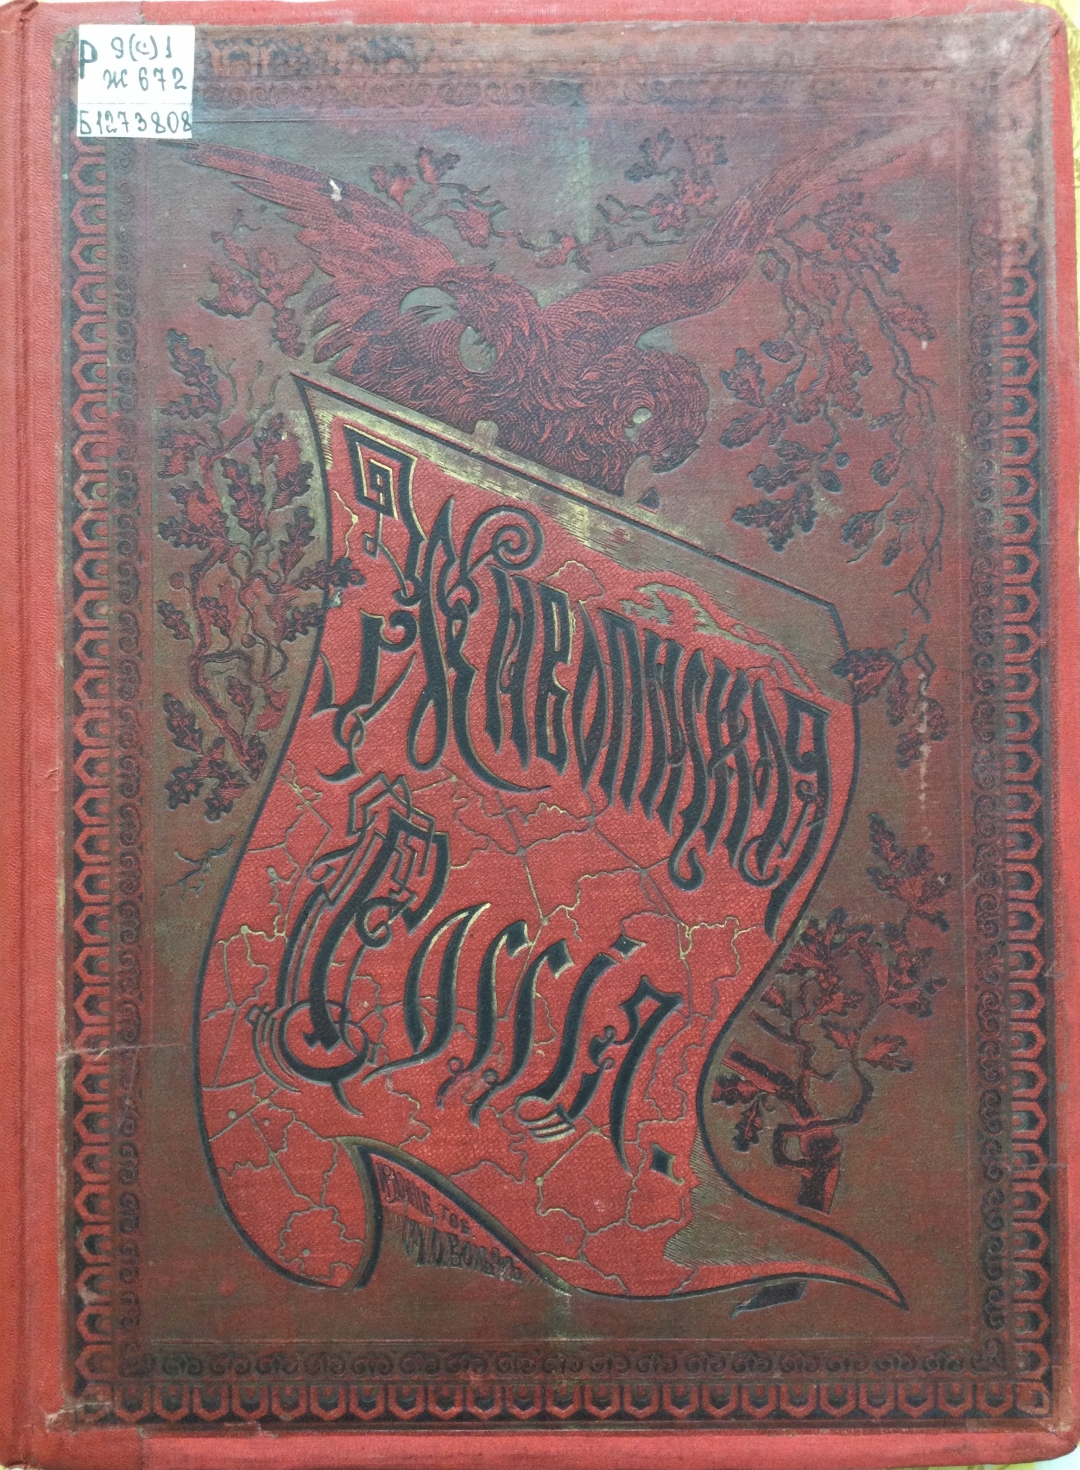 Р 9(с)1
Ж 672
Б1273808
Живописная
Россія.